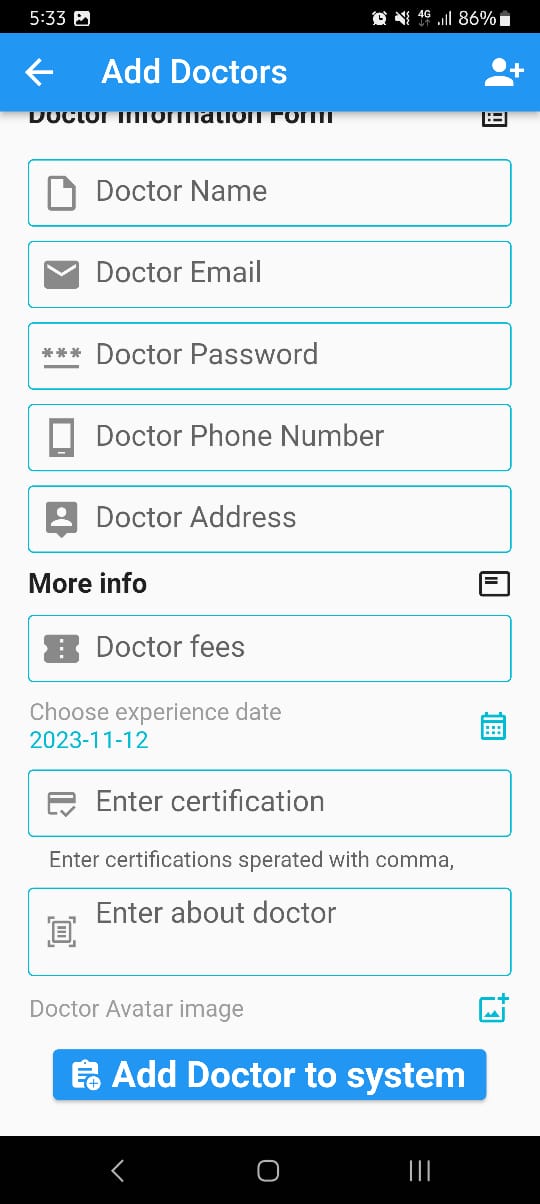 5:33 4G 86%
Add Doctors
Doctor Information Form
Doctor Name
Doctor Email
*** Doctor Password
Doctor Phone Number
Doctor Address
More info
Doctor fees
Choose experience date
2023-11-12
Enter certification
Enter certifications sperated with comma,
Enter about doctor
Doctor Avatar image
Add Doctor to system